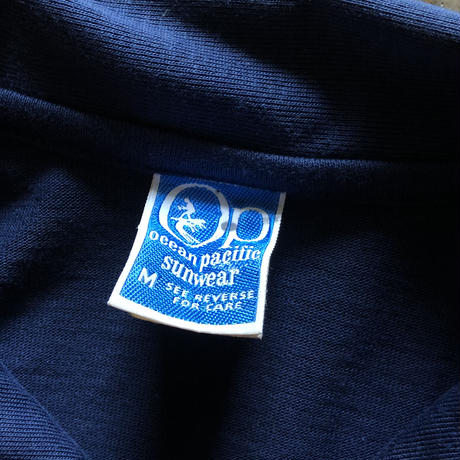 Op
ocean pacific
sunwear
M SEE REVERSE
FOR CARE